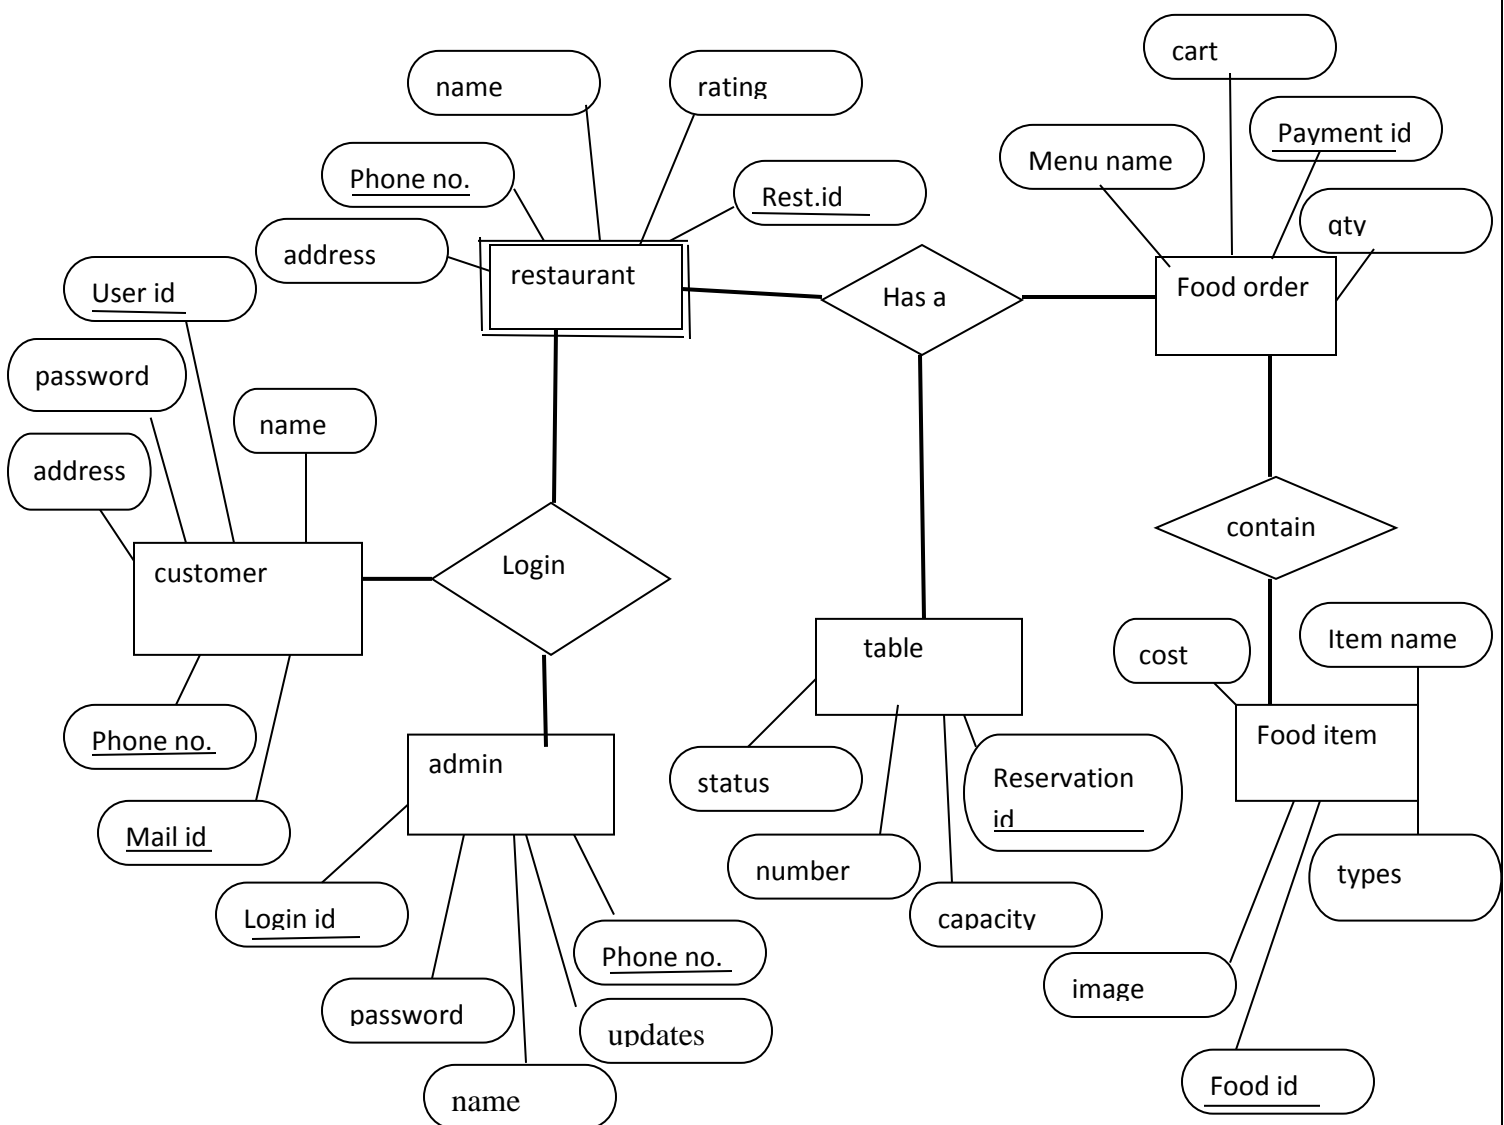 cart
name
rating
Payment id
Menu name
Phone no.
Rest.id
qty
address
restaurant
Has a
Food order
User id
password
name
address
contain
customer
Login
table
Item name
cost
Phone no.
admin
Food item
status
Reservation
id
Mail id
number
types
Login id
capacity
Phone no.
image
password
updates
name
Food id